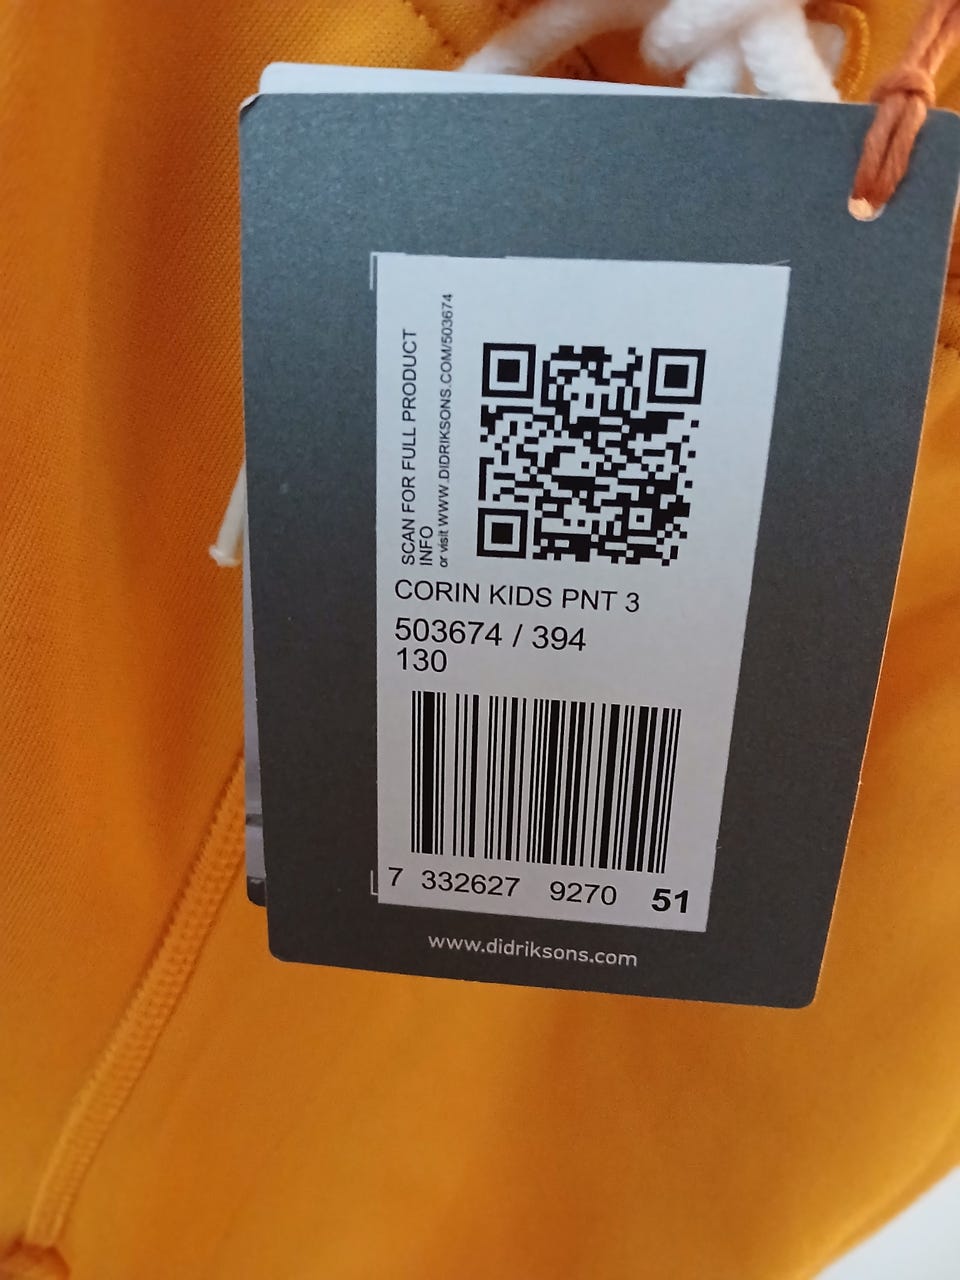 SCAN FOR FULL PRODUCT
INFO
or visit WWW.DIDRIKSONS.COM/503674
CORIN KIDS PNT 3
503674 / 394
130
7 332627 9270 51
www.didriksons.com